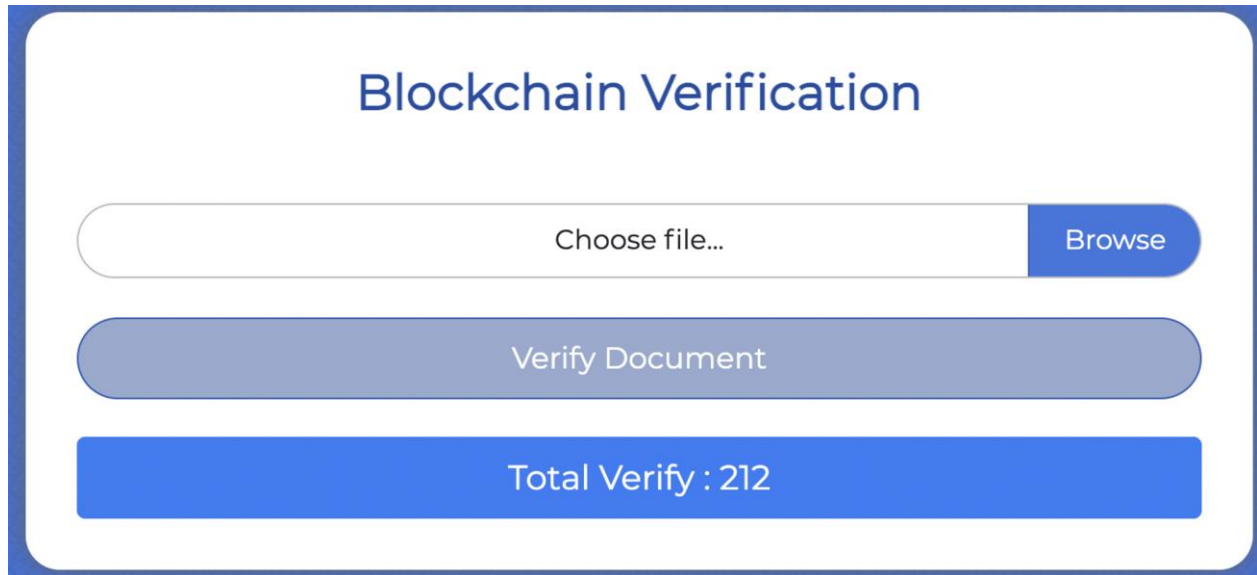 Blockchain Verification
Choose file...
Browse
Verify Document
Total Verify : 212